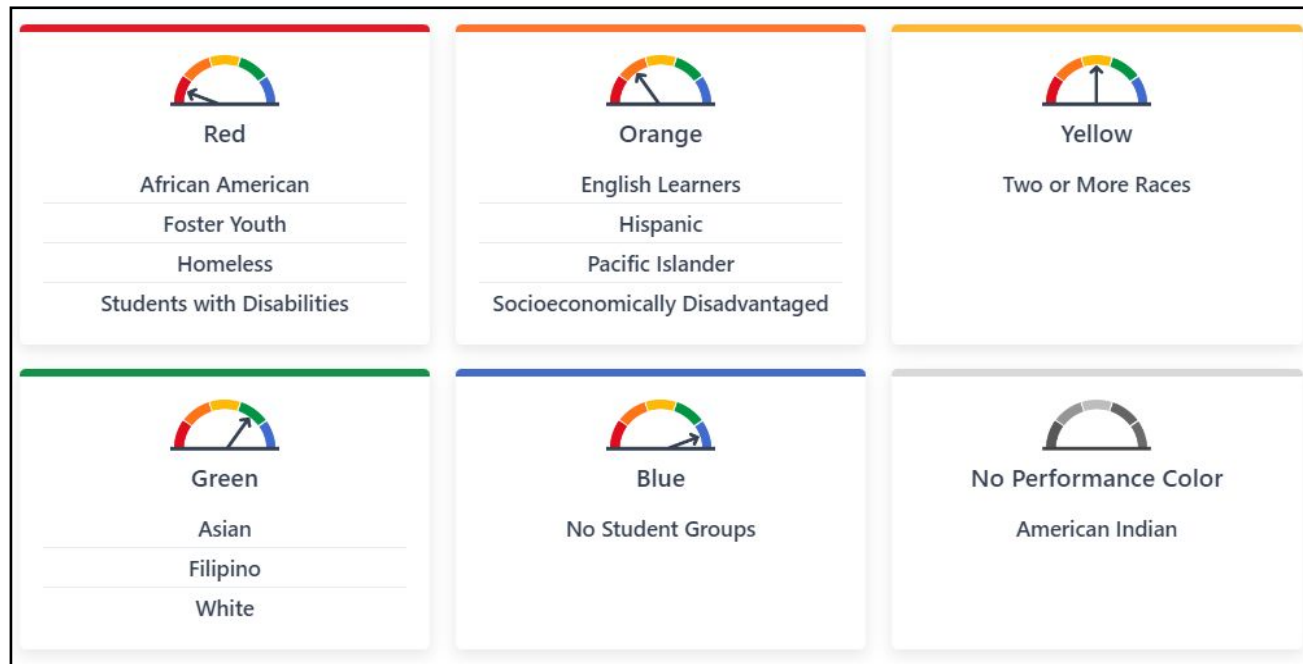 Red
African American
Foster Youth
Homeless
Students with Disabilities
Orange
English Learners
Hispanic
Pacific Islander
Socioeconomically Disadvantaged
Yellow
Two or More Races
Green
Asian
Filipino
White
Blue
No Student Groups
No Performance Color
American Indian